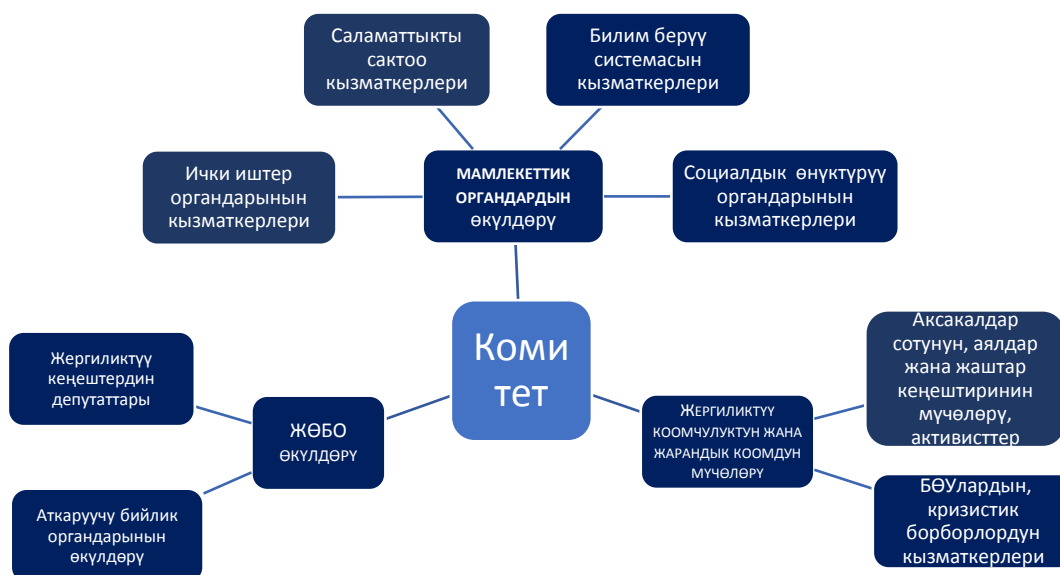 Саламаттыкты
сактоо
кызматкерлери
Билим берүү
системасын
кызматкерлери
Ички иштер
органдарынын
кызматкерлери
МАМЛЕКЕТТИК
ОРГАНДАРДЫН
ӨКҮЛДӨРҮ
Социалдык өнүктүрүү
органдарынын
кызматкерлери
Коми
тет
Жергиликтүү
кеңештердин
депутаттары
ЖӨБО
ӨКҮЛДӨРҮ
Аткаруучу бийлик
органдарынын
өкүлдөрү
ЖЕРГИЛИКТҮҮ
КООМЧУЛУКТУН ЖАНА
ЖАРАНДЫК КООМДУН
МҮЧӨЛӨРҮ
Аксакалдар
сотунун, аялдар
жана жаштар
кеңештиринин
мүчөлөрү,
активисттер
БӨУлардын,
кризистик
борборлордун
кызматкерлери